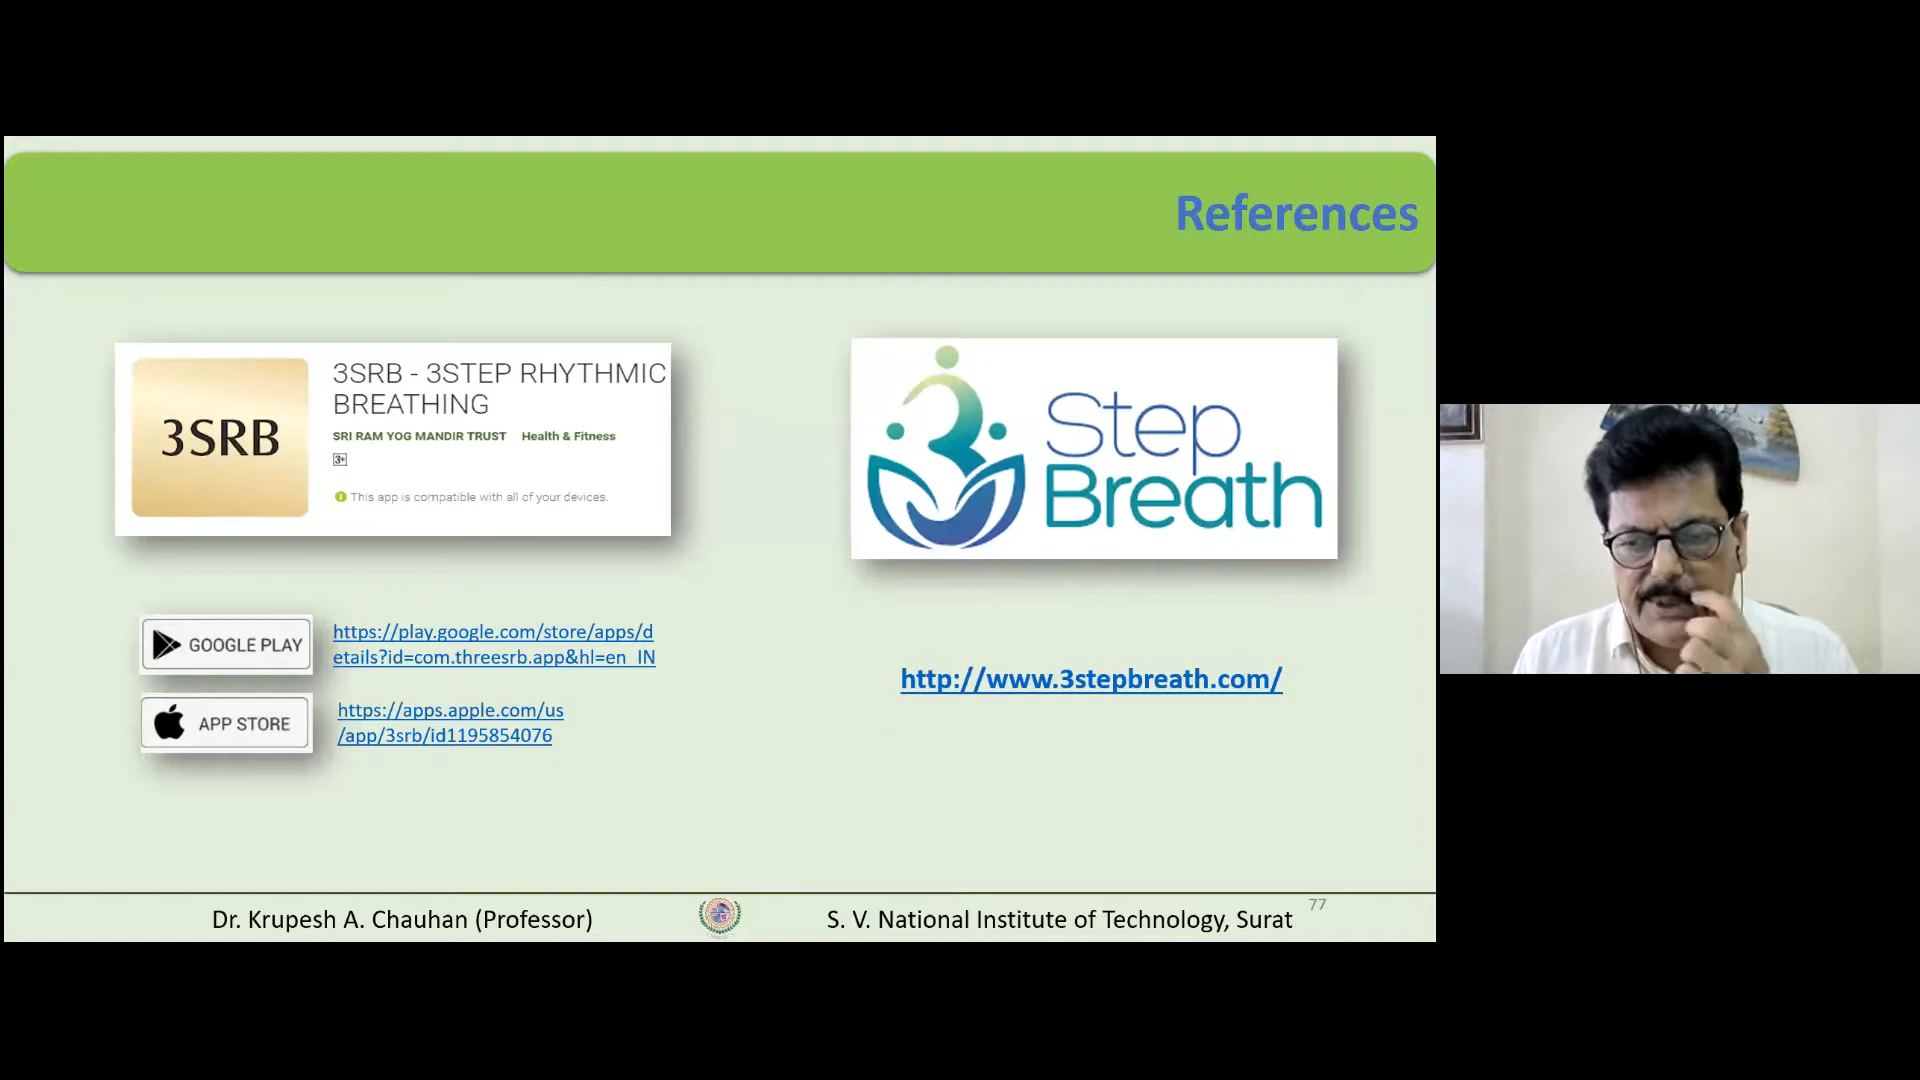 References
3SRB
3SRB - 3STEP RHYTHMIC
BREATHING
SRI RAM YOG MANDIR TRUST Health & Fitness
3+
This app is compatible with all of your devices.
3 Step
Breath
GOOGLE PLAY
https://play.google.com/store/apps/d
etails?id=com.threesrb.app&hl=en_IN
APP STORE
https://apps.apple.com/us
/app/3srb/id1195854076
http://www.3stepbreath.com/
Dr. Krupesh A. Chauhan (Professor)
S. V. National Institute of Technology, Surat
77